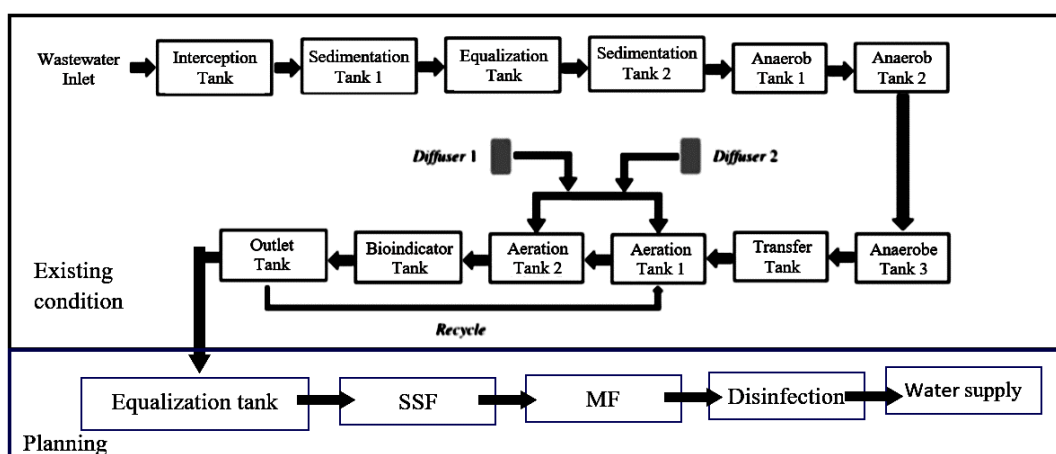 Wastewater
Inlet
Interception
Tank
Sedimentation
Tank 1
Equalization
Tank
Sedimentation
Tank 2
Anaerob
Tank 1
Anaerob
Tank 2
Diffuser 1
Diffuser 2
Outlet
Tank
Bioindicator
Tank
Aeration
Tank 2
Aeration
Tank 1
Transfer
Tank
Anaerobe
Tank 3
Existing
condition
Recycle
Equalization tank
SSF
MF
Disinfection
Water supply
Planning